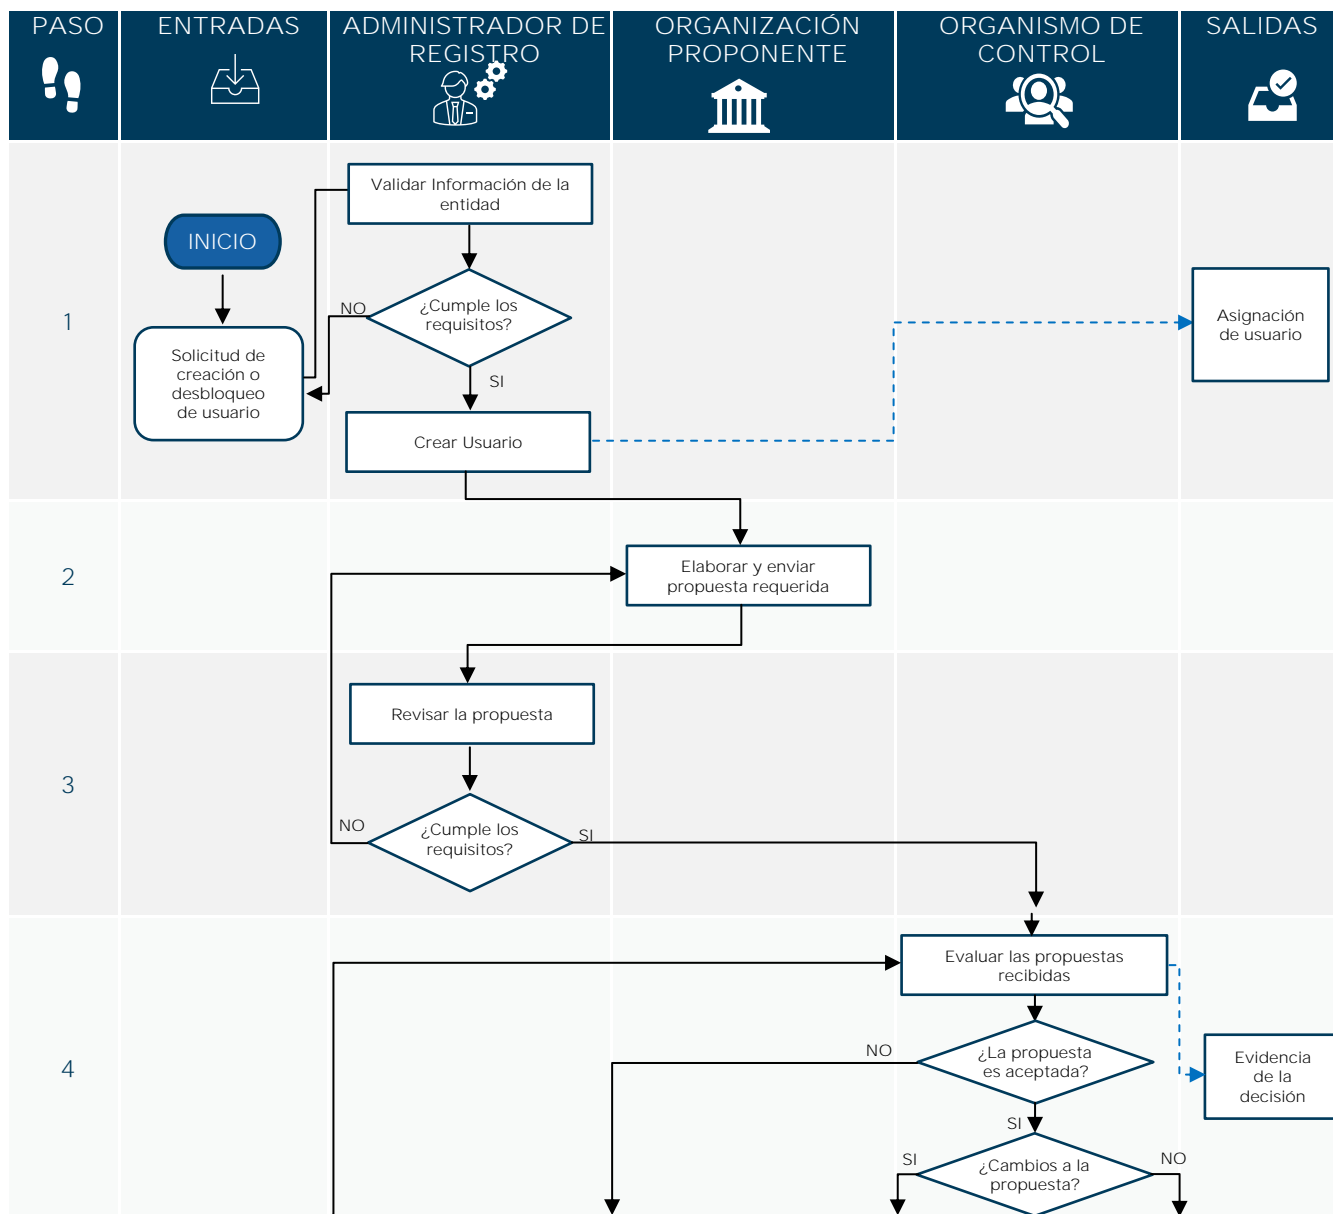 PASO
ENTRADAS
ADMINISTRADOR DE
REGISTRO
ORGANIZACIÓN
PROPONENTE
ORGANISMO DE
CONTROL
SALIDAS
1
INICIO
Solicitud de
creación o
desbloqueo
de usuario
Validar Información de la
entidad
¿Cumple los
requisitos?
NO
SI
Crear Usuario
Asignación
de usuario
2
Elaborar y enviar
propuesta requerida
3
Revisar la propuesta
¿Cumple los
requisitos?
NO
SI
4
Evaluar las propuestas
recibidas
¿La propuesta
es aceptada?
NO
SI
Evidencia
de la
decisión
¿Cambios a la
propuesta?
SI
NO